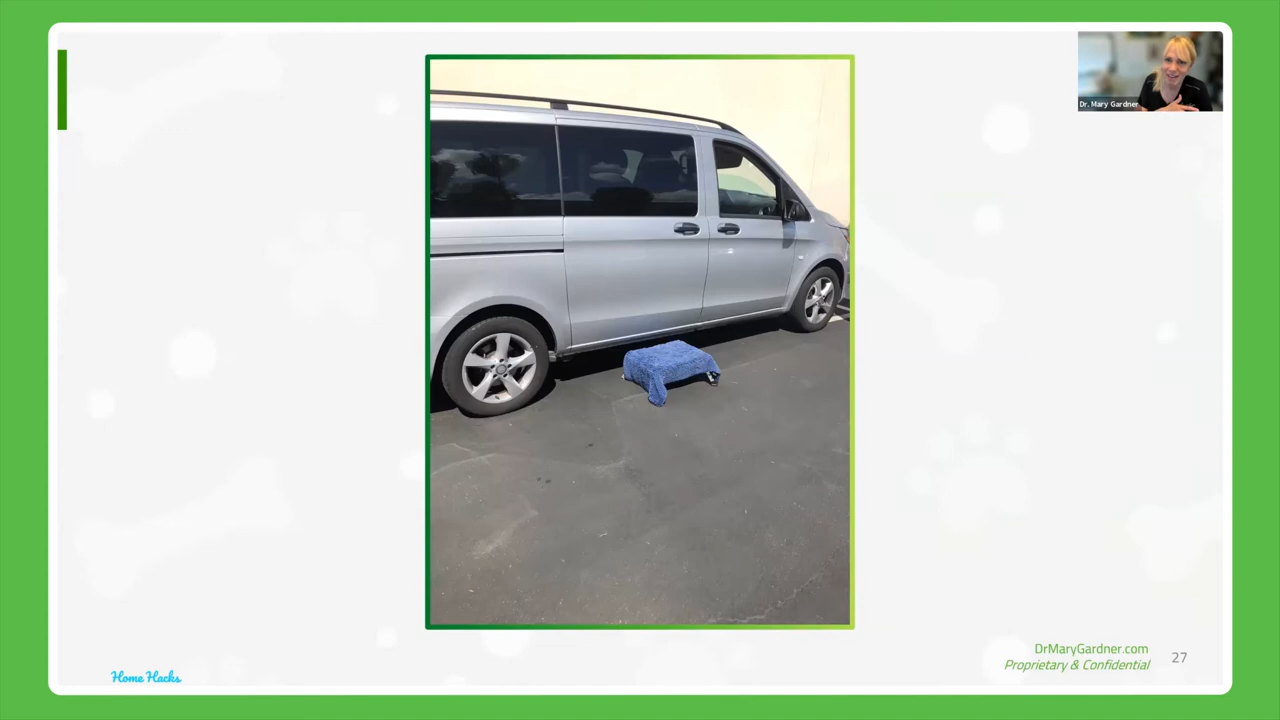 Dr. Mary Gardner
DrMaryGardner.com
Proprietary & Confidential
27
Home Hacks